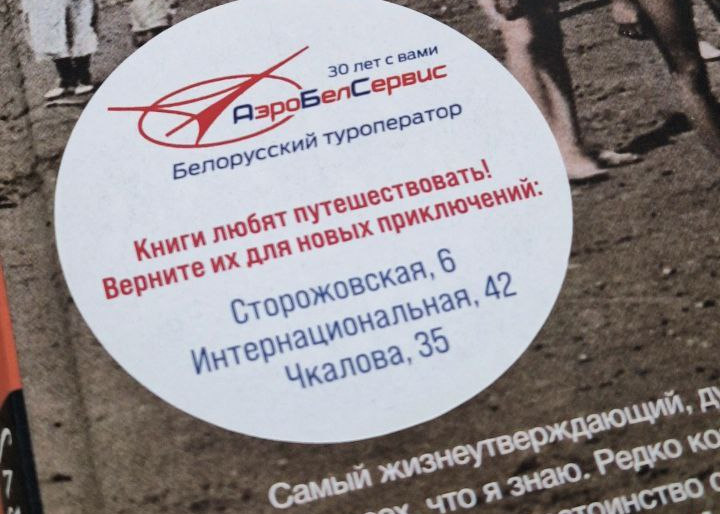 30 лет с вами
АэроБелСервис
Белорусский туроператор
Книги любят путешествовать!
Верните их для новых приключений:
Сторожовская, 6
Интернациональная, 42
Чкалова, 35
Самый жизнеутверждающий,
что я знаю. Редко